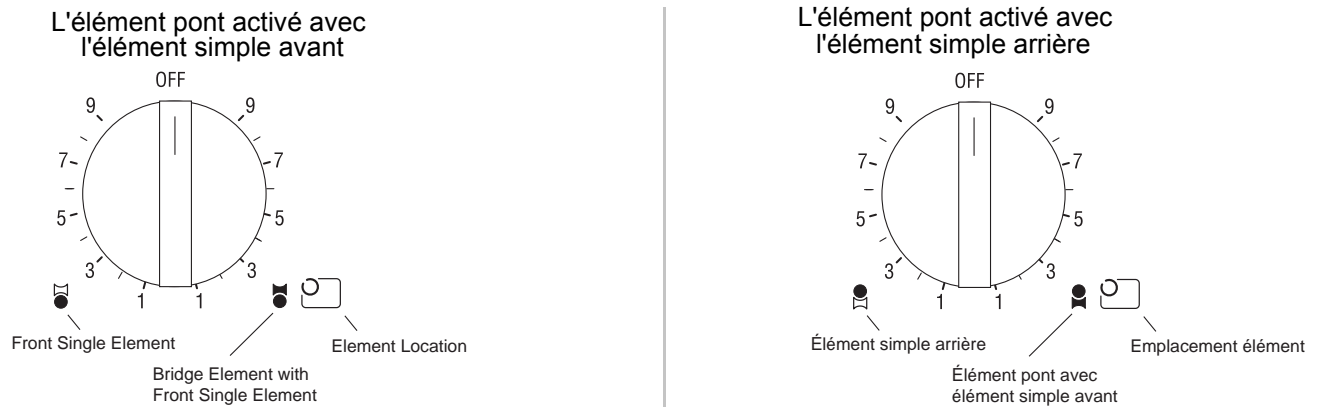 L'élément pont activé avec
l'élément simple avant
OFF
9 9
7 7
5 5
3 3
1 1
Front Single Element
Element Location
Bridge Element with
Front Single Element
L'élément pont activé avec
l'élément simple arrière
OFF
9 9
7 7
5 5
3 3
1 1
Élément simple arrière
Emplacement élément
Élément pont avec
élément simple avant